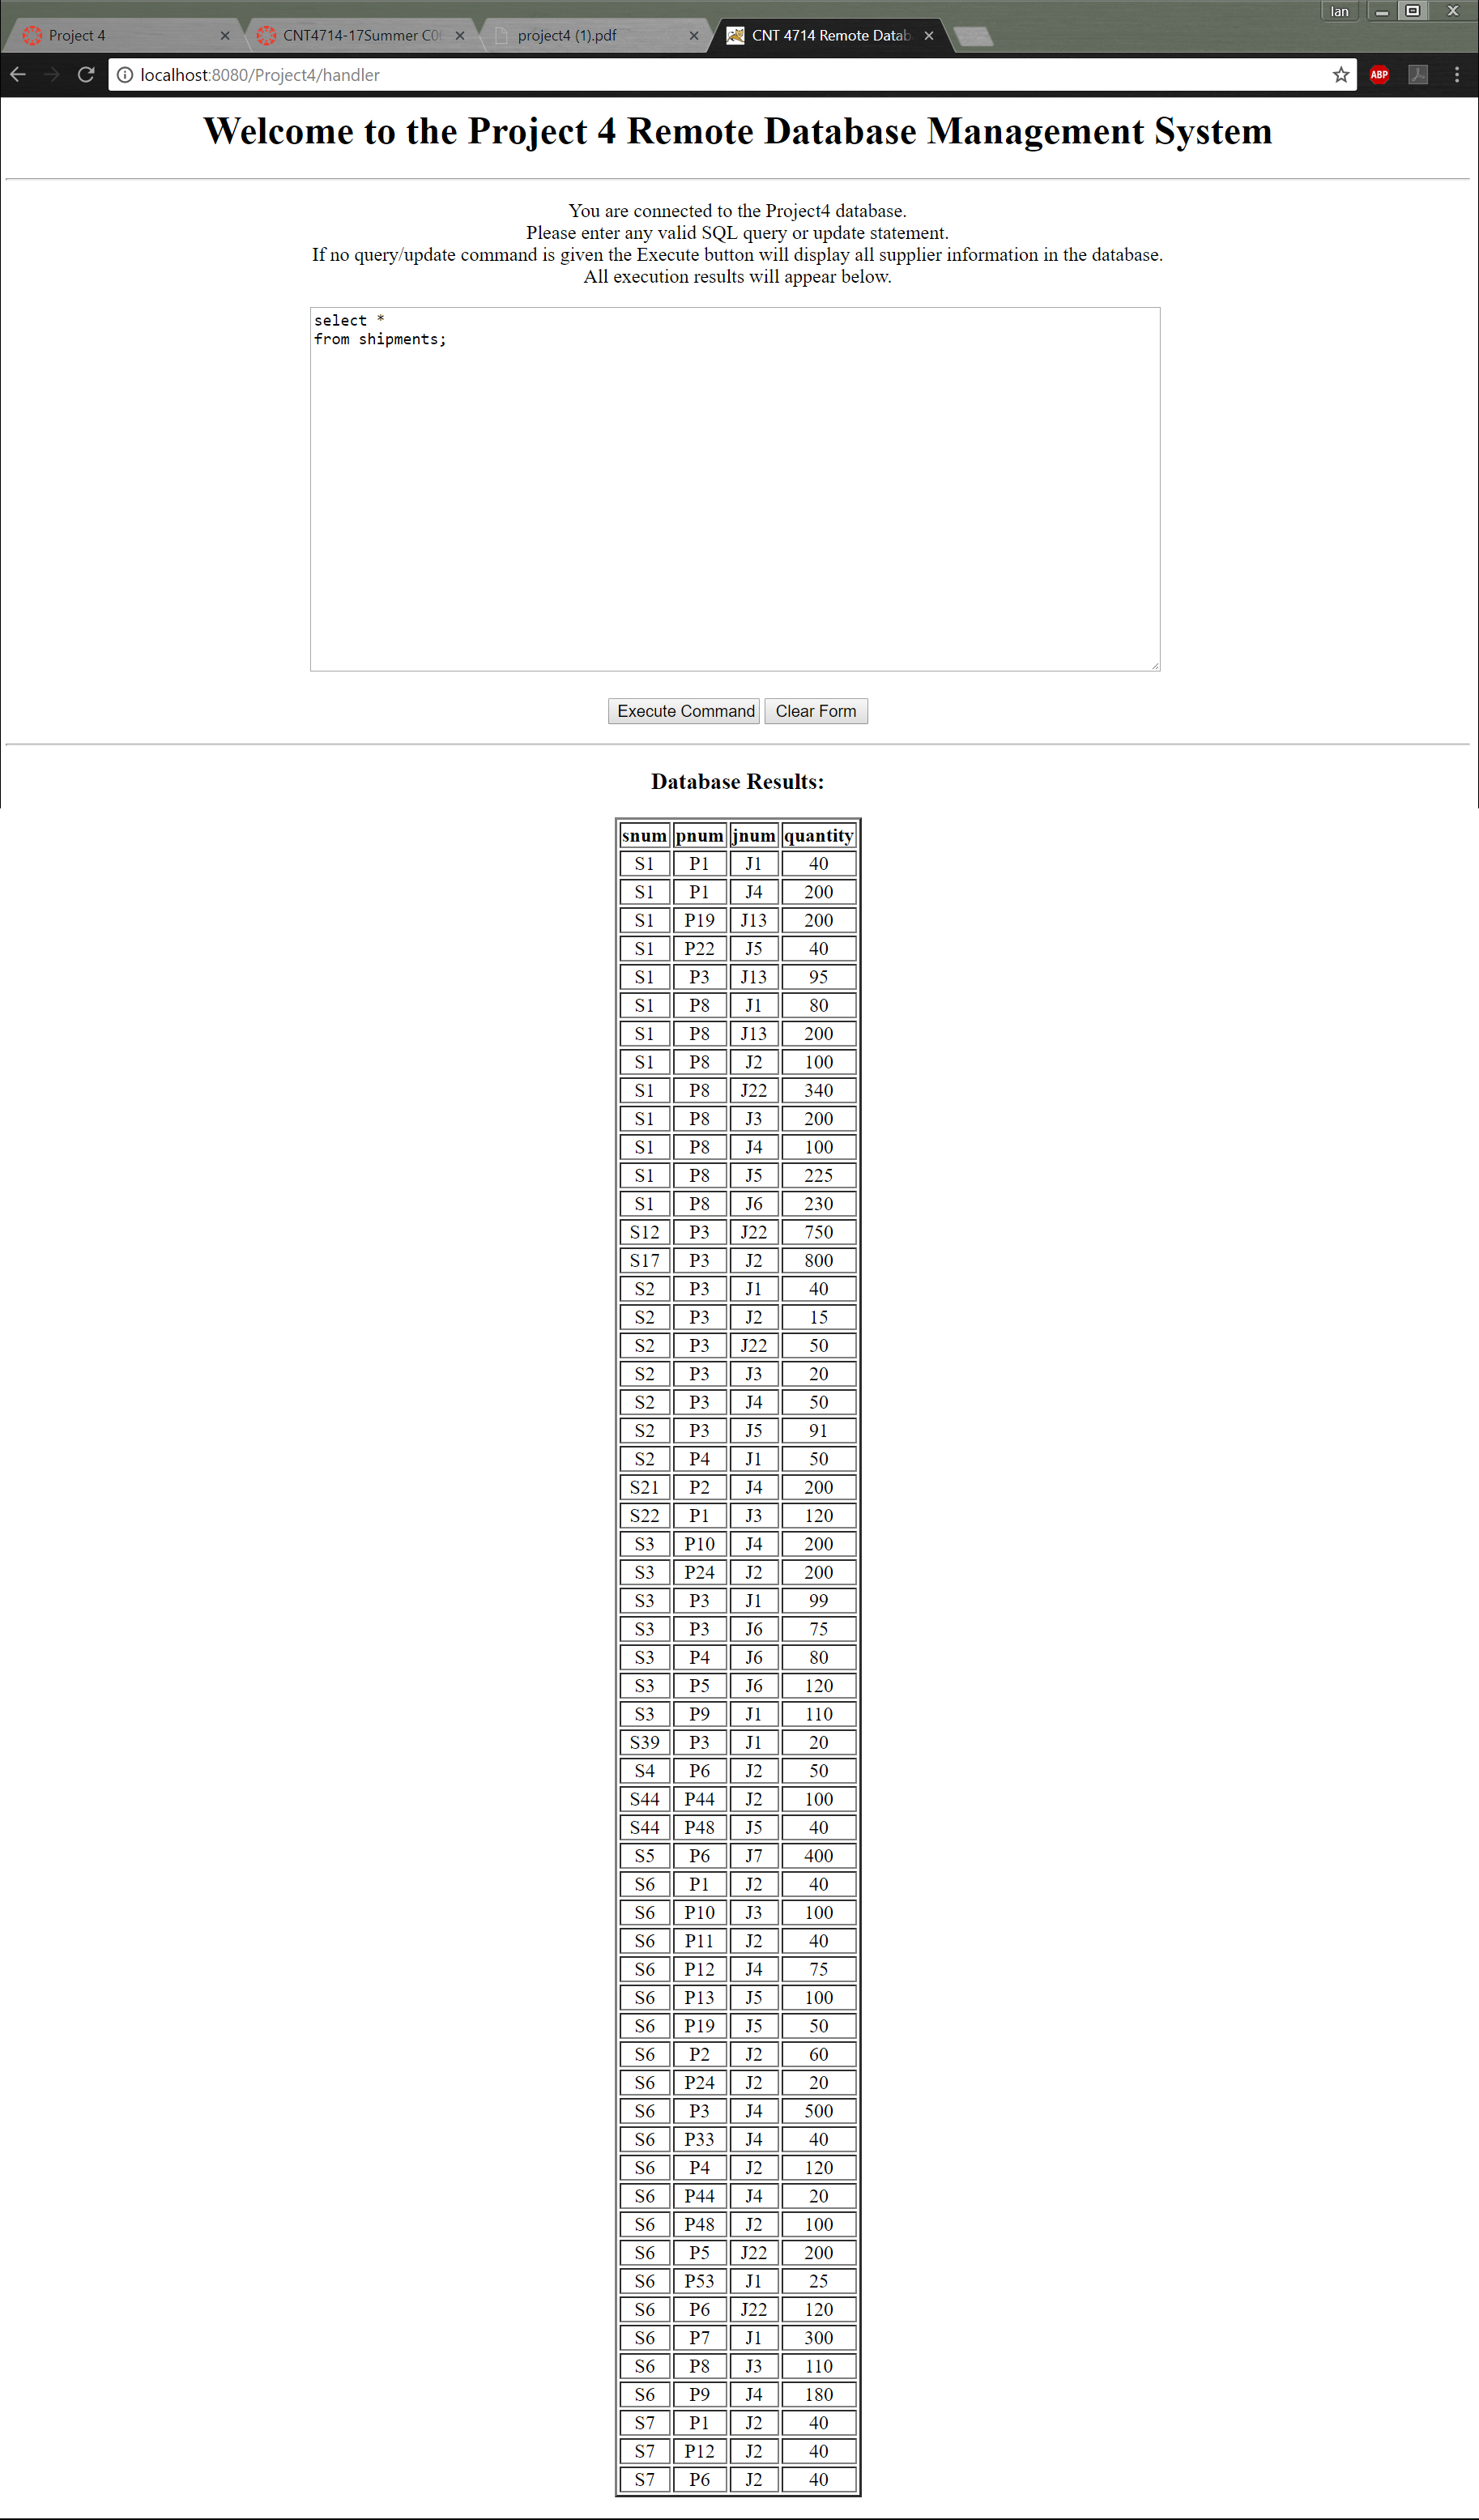 Ian
Project 4
CNT4714-17Summer C0
project4 (1).pdf
CNT 4714 Remote Datab
localhost:8080/Project4/handler
ABP
Welcome to the Project 4 Remote Database Management System
You are connected to the Project4 database.
Please enter any valid SQL query or update statement.
If no query/update command is given the Execute button will display all supplier information in the database.
All execution results will appear below.
select *
from shipments;
Execute Command Clear Form
Database Results:
snum pnum jnum quantity
S1 P1 J1 40
S1 P1 J4 200
S1 P19 J13 200
S1 P22 J5 40
S1 P3 J13 95
S1 P8 J1 80
S1 P8 J13 200
S1 P8 J2 100
S1 P8 J22 340
S1 P8 J3 200
S1 P8 J4 100
S1 P8 J5 225
S1 P8 J6 230
S12 P3 J22 750
S17 P3 J2 800
S2 P3 J1 40
S2 P3 J2 15
S2 P3 J22 50
S2 P3 J3 20
S2 P3 J4 50
S2 P3 J5 91
S2 P4 J1 50
S21 P2 J4 200
S22 P1 J3 120
S3 P10 J4 200
S3 P24 J2 200
S3 P3 J1 99
S3 P3 J6 75
S3 P4 J6 80
S3 P5 J6 120
S3 P9 J1 110
S39 P3 J1 20
S4 P6 J2 50
S44 P44 J2 100
S44 P48 J5 40
S5 P6 J7 400
S6 P1 J2 40
S6 P10 J3 100
S6 P11 J2 40
S6 P12 J4 75
S6 P13 J5 100
S6 P19 J5 50
S6 P2 J2 60
S6 P24 J2 20
S6 P3 J4 500
S6 P33 J4 40
S6 P4 J2 120
S6 P44 J4 20
S6 P48 J2 100
S6 P5 J22 200
S6 P53 J1 25
S6 P6 J22 120
S6 P7 J1 300
S6 P8 J3 110
S6 P9 J4 180
S7 P1 J2 40
S7 P12 J2 40
S7 P6 J2 40